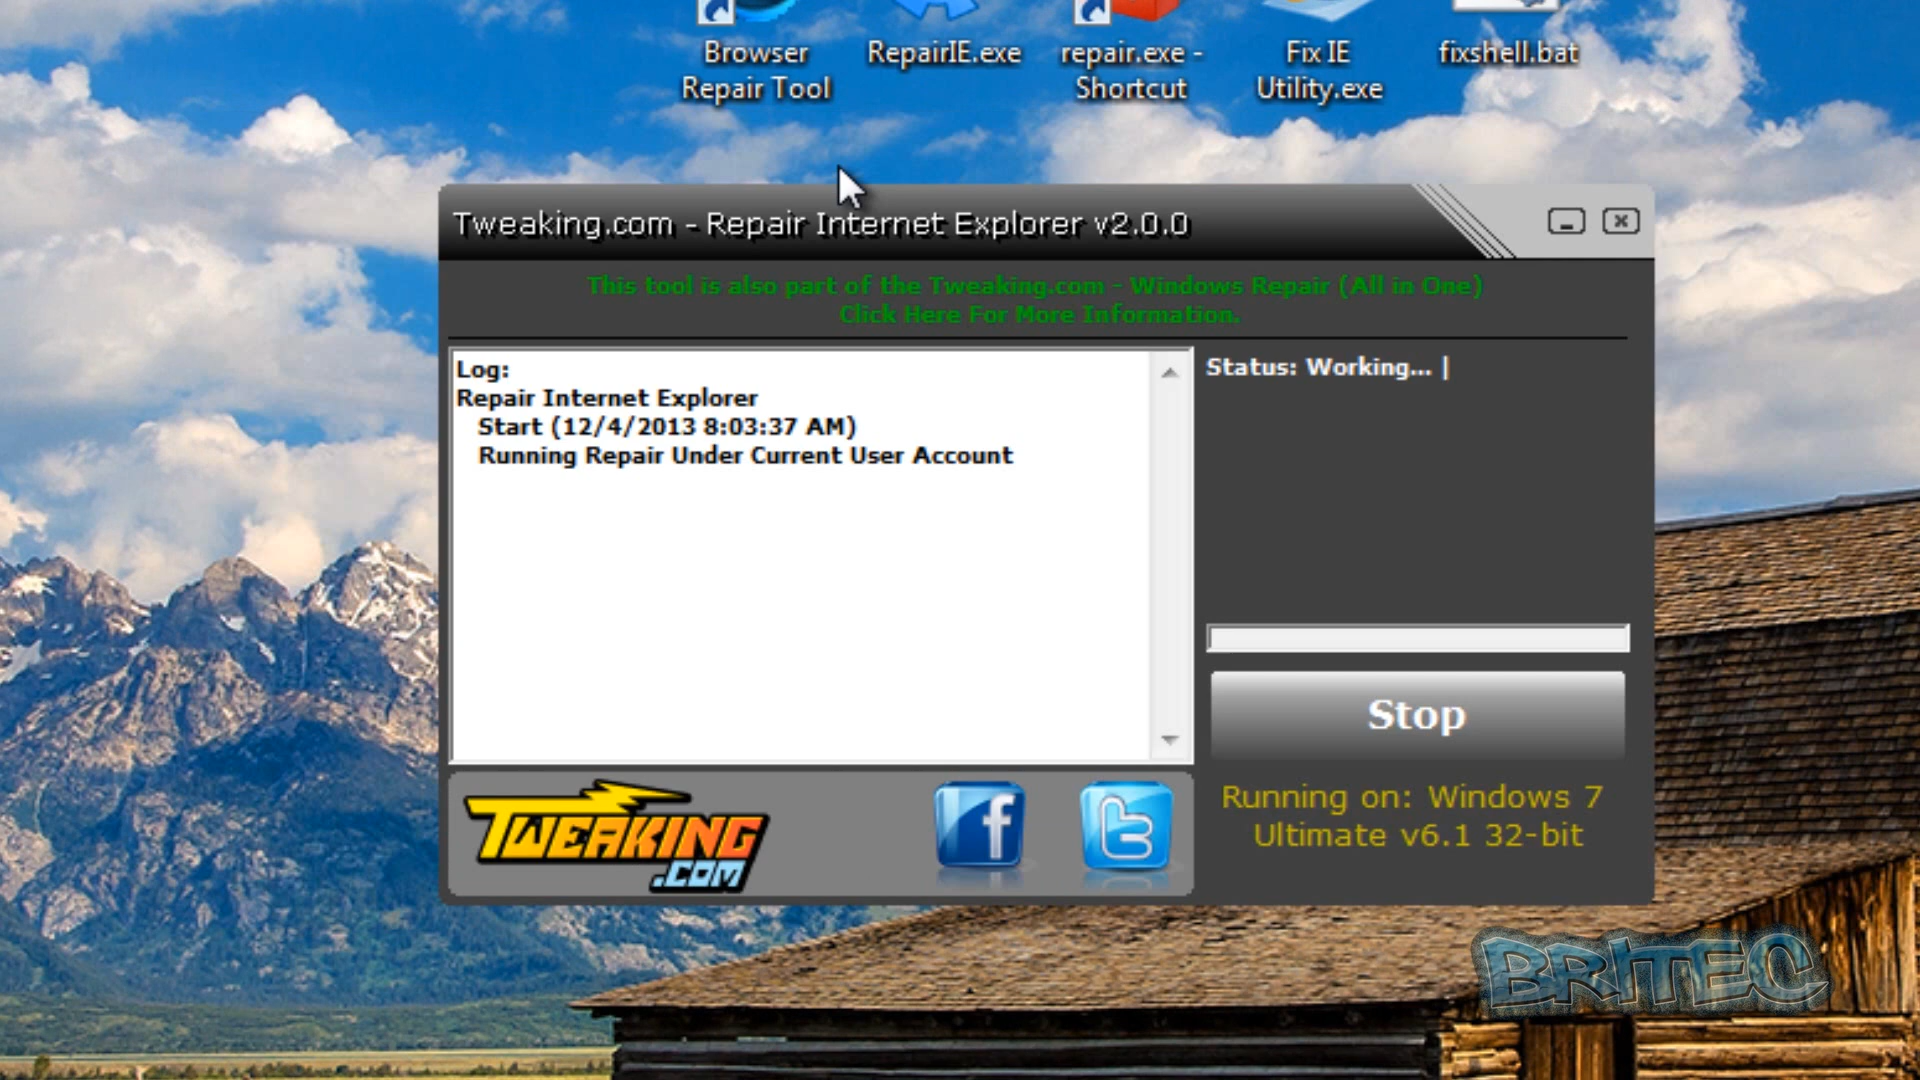 Browser
Repair Tool
RepairIE.exe
repair.exe -
Shortcut
Fix IE
Utility.exe
fixshell.bat
Tweaking.com - Repair Internet Explorer v2.0.0
This tool is also part of the Tweaking.com - Windows Repair (All in One)
Click Here For More Information.
Log:
Repair Internet Explorer
Start (12/4/2013 8:03:37 AM)
Running Repair Under Current User Account
Status: Working... |
Stop
Running on: Windows 7
Ultimate v6.1 32-bit
TWEAKING
.COM
f
t
BRITEC